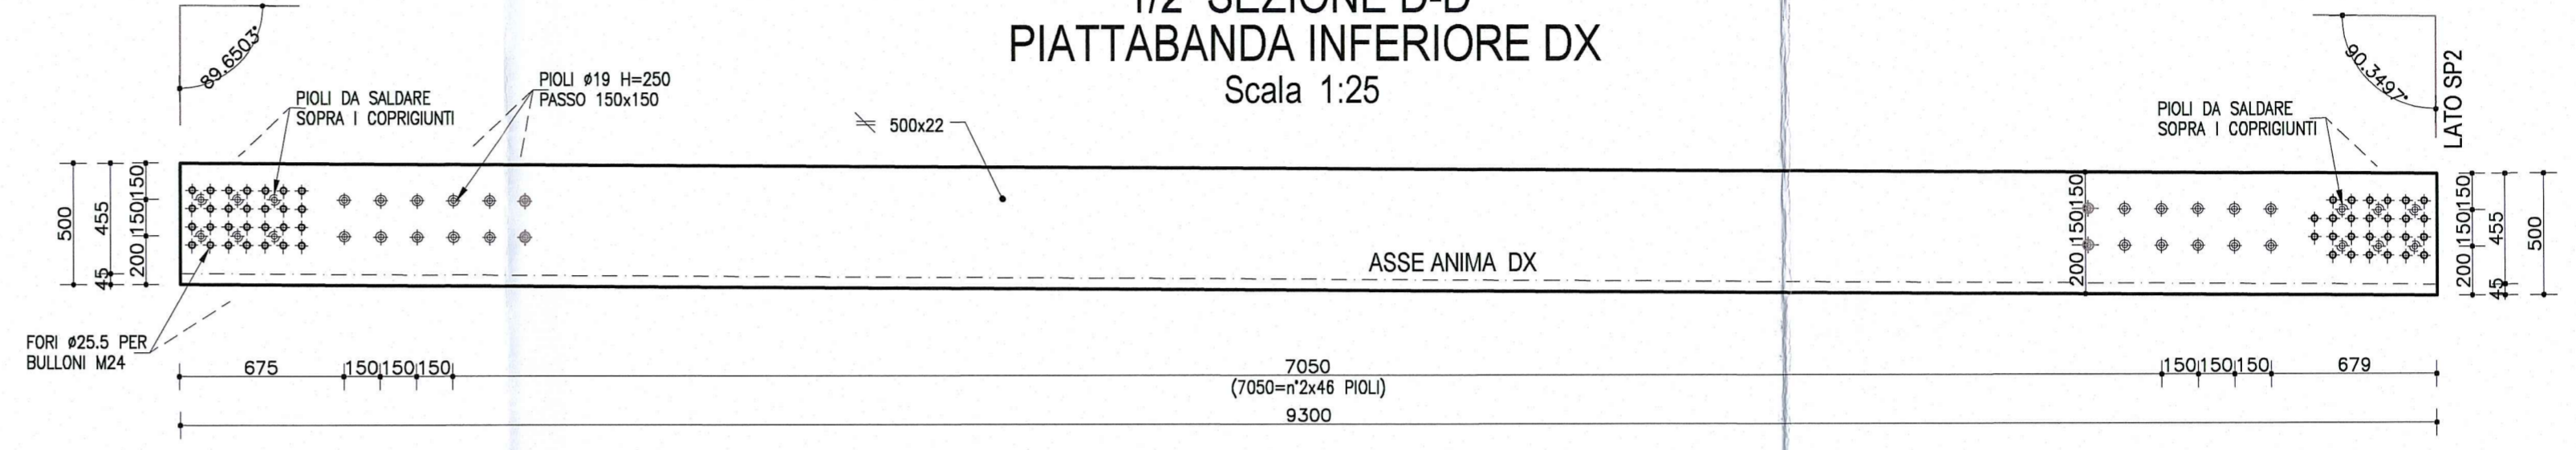 1/2 SEZIONE D-D
PIATTABANDA INFERIORE DX
Scala 1:25
89.6503°
PIOLI DA SALDARE
SOPRA I COPRIGIUNTI
PIOLI ø19 H=250
PASSO 150x150
500x22
90.3497°
LATO SP2
PIOLI DA SALDARE
SOPRA I COPRIGIUNTI
500
455
45
150
150
200
ASSE ANIMA DX
150
150
200
150
150
200
455
45
500
FORI ø25.5 PER
BULLONI M24
675 150 150 150 7050 150 150 150 679
(7050=n°2x46 PIOLI)
9300